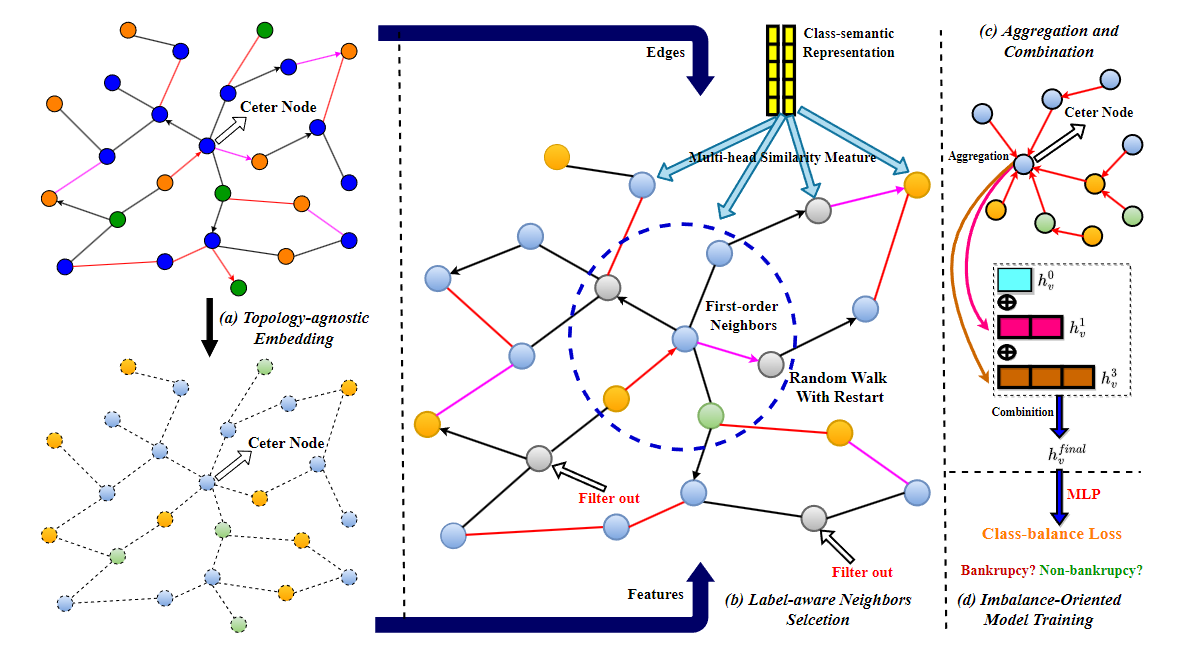 Ceter Node
(a) Topology-agnostic
Embedding
Ceter Node
Edges
Class-semantic
Representation
Multi-head Similarity Meature
First-order
Neighbors
Random Walk
With Restart
Filter out
Filter out
Features
(b) Label-aware Neighbors
Selcetion
(c) Aggregation and
Combination
Ceter Node
Aggregation
h_v^0
h_v^1
h_v^3
Combinition
h_v^{final}
MLP
Class-balance Loss
Bankrupcy? Non-bankrupcy?
(d) Imbalance-Oriented
Model Training